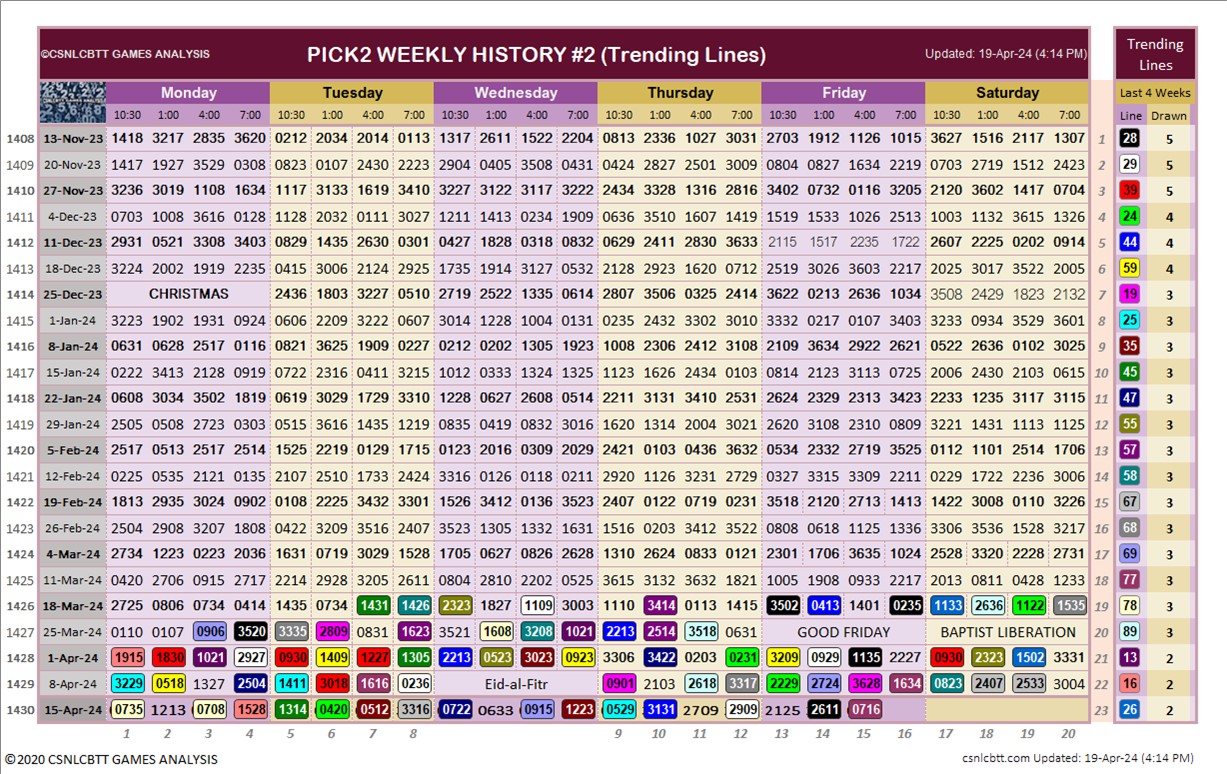 ©CSNLCBTT GAMES ANALYSIS PICK2 WEEKLY HISTORY #2 (Trending Lines) Updated: 19-Apr-24 (4:14 PM) Trending Lines
Monday Tuesday Wednesday Thursday Friday Saturday Last 4 Weeks
10:30 1:00 4:00 7:00 10:30 1:00 4:00 7:00 10:30 1:00 4:00 7:00 10:30 1:00 4:00 7:00 10:30 1:00 4:00 7:00 10:30 1:00 4:00 7:00 Line Drawn
1408 13-Nov-23 1418 3217 2835 3620 0212 2034 2014 0113 1317 2611 1522 2204 0813 2336 1027 3031 2703 1912 1126 1015 3627 1516 2117 1307 1 28 5
1409 20-Nov-23 1417 1927 3529 0308 0823 0107 2430 2223 2904 0405 3508 0431 0424 2827 2501 3009 0804 0827 1634 2219 0703 2719 1512 2423 2 29 5
1410 27-Nov-23 3236 3019 1108 1634 1117 3133 1619 3410 3227 3122 3117 3222 2434 3328 1316 2816 3402 0732 0116 3205 2120 3602 1417 0704 3 39 5
1411 4-Dec-23 0703 1008 3616 0128 1128 2032 0111 3027 1211 1413 0234 1909 0636 3510 1607 1419 1519 1533 1026 2513 1003 1132 3615 1326 4 24 4
1412 11-Dec-23 2931 0521 3308 3403 0829 1435 2630 0301 0427 1828 0318 0832 0629 2411 2830 3633 2115 1517 2235 1722 2607 2225 0202 0914 5 44 4
1413 18-Dec-23 3224 2002 1919 2235 0415 3006 2124 2925 1735 1914 3127 0532 2128 2923 1620 0712 2519 3026 3603 2217 2025 3017 3522 2005 6 59 4
1414 25-Dec-23 CHRISTMAS 2436 1803 3227 0519 2719 2522 1335 0614 2807 3506 0925 2414 3622 0213 2636 1034 3508 2429 1823 2132 7 19 3
1415 1-Jan-24 3223 1902 1931 0924 0606 2209 3222 0607 3014 1228 1004 0131 0235 2432 3302 3010 3332 0217 0107 3403 3233 0934 3529 3601 8 25 3
1416 8-Jan-24 0631 0628 2517 0116 0821 3625 1909 0227 0212 0202 1305 1923 1008 2306 2412 3108 2109 3634 2922 2621 0522 2636 0102 3025 9 35 3
1417 15-Jan-24 0222 3413 2128 0919 0722 2316 0411 3215 1012 0333 1324 1325 1123 1626 2434 0103 0814 2123 3113 0725 2006 2430 2103 0615 10 45 3
1418 22-Jan-24 0608 3034 3502 1819 0619 3029 1729 3310 1228 0627 2608 0514 2211 3131 3410 2531 2624 2329 2313 3423 2233 1235 3117 3115 11 47 3
1419 29-Jan-24 2505 0508 2723 0303 0515 3616 1435 1219 0835 0419 0832 3016 1620 1314 2004 3021 2620 3108 2310 0809 3221 1431 1113 1125 12 55 3
1420 5-Feb-24 2517 0513 2517 2514 1525 2219 0129 1715 0123 2016 0309 2029 2421 0103 0436 3632 0534 2332 2719 3525 0112 1101 2514 1706 13 57 3
1421 12-Feb-24 0225 0535 2121 0135 2107 2510 1733 2424 3316 0126 0118 0211 2920 1126 3131 2729 0327 3315 3309 2211 0229 1722 2236 3006 14 58 3
1422 19-Feb-24 1813 2935 3024 0902 0108 2225 3432 3301 1526 3412 0136 3523 2407 0122 0719 0231 3518 2120 2713 1413 1422 3008 0110 3226 15 67 3
1423 26-Feb-24 2504 2908 3207 1808 0422 3209 3516 2407 3523 1305 1332 1631 1516 0203 3412 3522 0808 0618 1125 1336 3306 3536 1528 3217 16 68 3
1424 4-Mar-24 2734 1223 0223 2036 1631 0719 3029 1528 1705 0627 0826 2628 1310 2624 0833 0121 2301 1706 3635 1024 2528 3320 2228 2731 17 69 3
1425 11-Mar-24 0420 2706 0915 2717 2214 2928 3205 2611 0804 2810 2202 0525 3615 3132 3632 1821 1005 1908 0933 2217 2013 0811 0428 1233 18 77 3
1426 18-Mar-24 2725 0806 0734 0414 1435 0734 1431 1426 2323 1827 1109 3003 1110 3414 0113 1415 3502 0413 1401 0235 1133 2636 1122 1535 19 78 3
1427 25-Mar-24 0110 0107 0906 3520 3335 2809 0831 1623 3521 1608 3208 1021 2213 2514 3518 0631 GOOD FRIDAY BAPTIST LIBERATION 20 89 3
1428 1-Apr-24 1915 1830 1021 2927 0930 1409 1227 1305 2213 0523 3023 0923 3306 3422 0203 0231 3209 0929 1135 2227 0930 2323 1502 3331 21 13 2
1429 8-Apr-24 3229 0518 1327 2504 1411 3018 1616 0236 Eid-al-Fitr 0901 2103 2618 3317 2229 2724 3628 1634 0823 2407 2533 3004 22 16 2
1430 15-Apr-24 0735 1213 0708 1528 1314 0420 0512 3316 0722 0633 0915 1223 0529 3131 2709 2909 2125 2611 0716 23 26 2
1 2 3 4 5 6 7 8 9 10 11 12 13 14 15 16 17 18 19 20
©2020 CSNLCBTT GAMES ANALYSIS csnlcbtt.com Updated: 19-Apr-24 (4:14 PM)